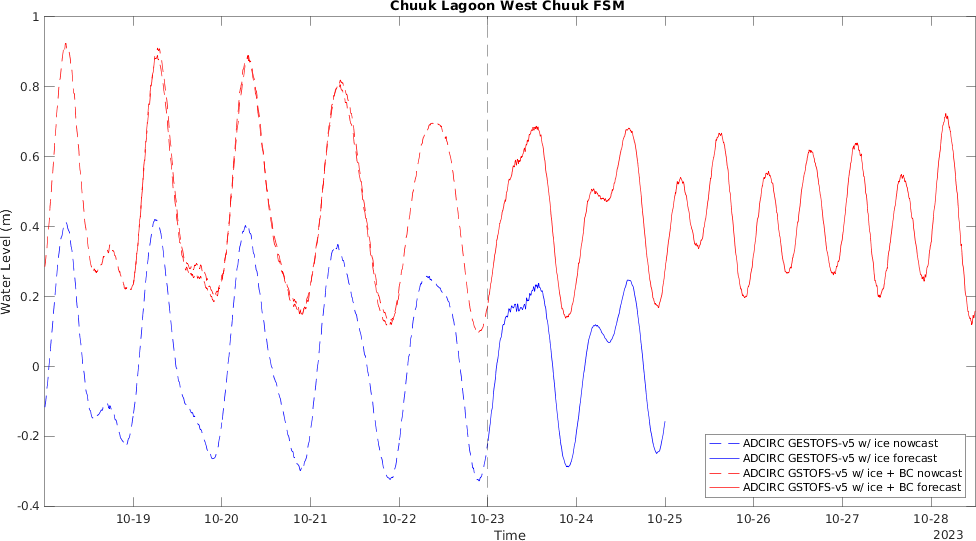 Chuuk Lagoon West Chuuk FSM
1
0.8
0.6
0.4
0.2
0
-0.2
-0.4
Water Level (m)
10-19 10-20 10-21 10-22 10-23 10-24 10-25 10-26 10-27 10-28
Time
2023
ADCIRC GESTOFS-v5 w/ ice nowcast
ADCIRC GESTOFS-v5 w/ ice forecast
ADCIRC GSTOFS-v5 w/ ice + BC nowcast
ADCIRC GSTOFS-v5 w/ ice + BC forecast